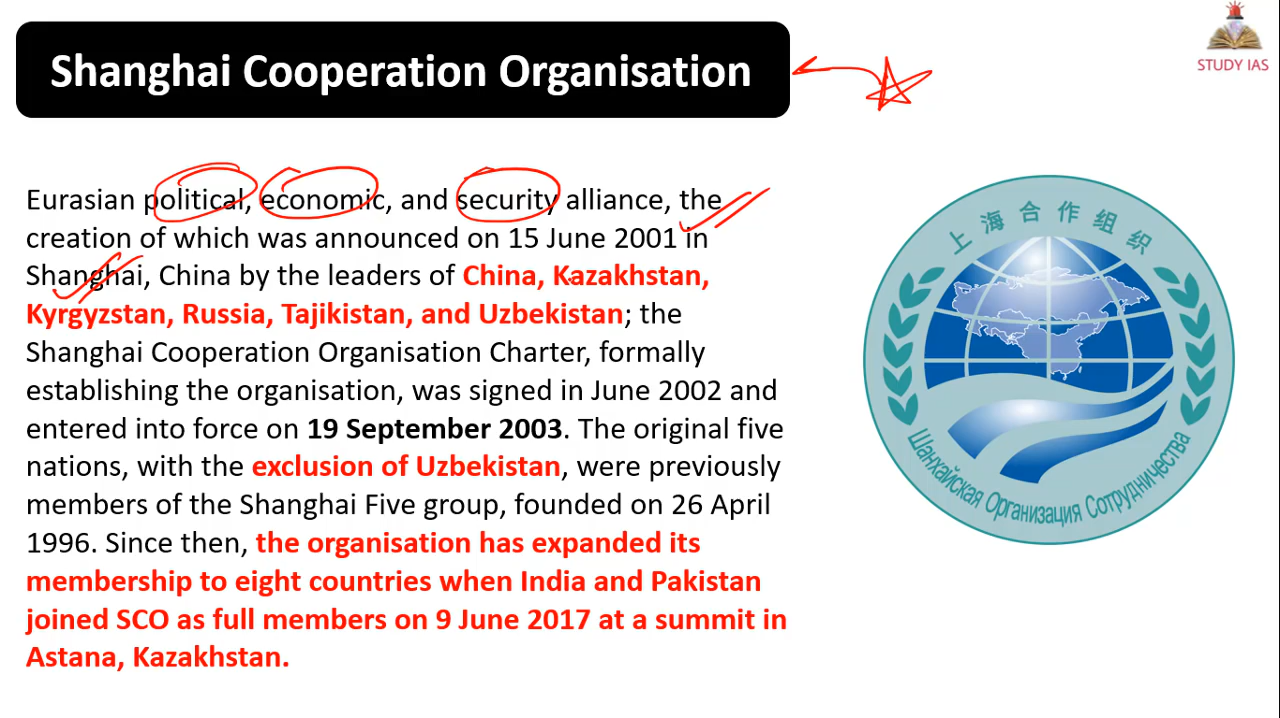 Shanghai Cooperation Organisation
STUDY IAS
Eurasian political, economic, and security alliance, the
creation of which was announced on 15 June 2001 in
Shanghai, China by the leaders of China, Kazakhstan,
Kyrgyzstan, Russia, Tajikistan, and Uzbekistan; the
Shanghai Cooperation Organisation Charter, formally
establishing the organisation, was signed in June 2002 and
entered into force on 19 September 2003. The original five
nations, with the exclusion of Uzbekistan, were previously
members of the Shanghai Five group, founded on 26 April
1996. Since then, the organisation has expanded its
membership to eight countries when India and Pakistan
joined SCO as full members on 9 June 2017 at a summit in
Astana, Kazakhstan.
上海合作组织
Шанхайская Организация Сотрудничества